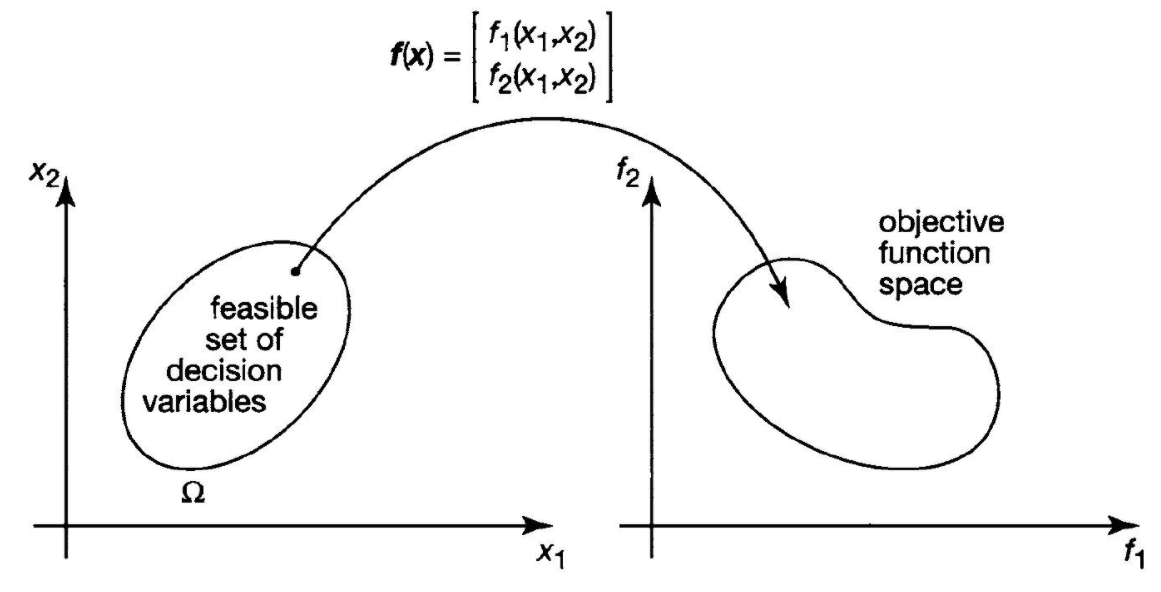 f(x) = [ f₁(x₁,x₂)
f₂(x₁,x₂) ]
x₂
f₂
objective
function
space
feasible
set of
decision
variables
Ω
x₁
f₁